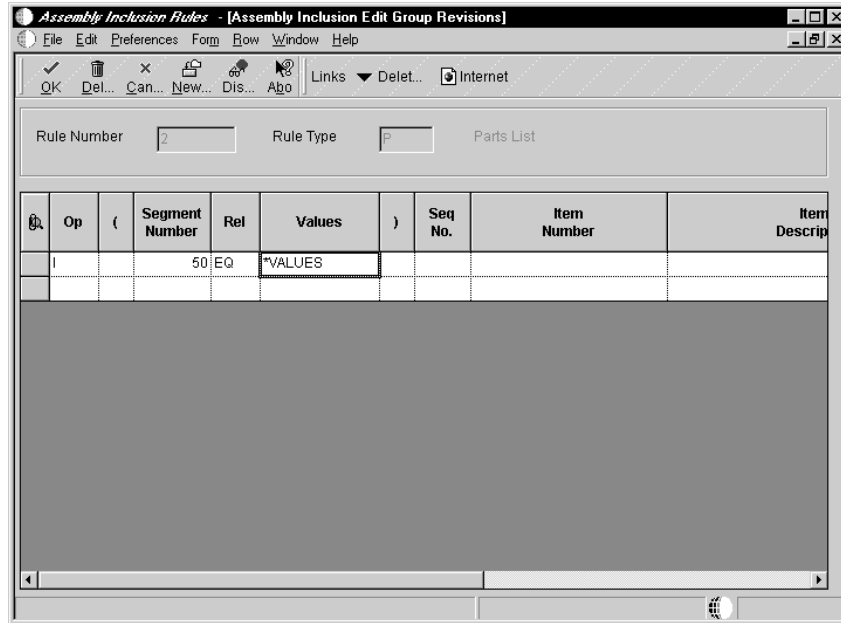 Assembly Inclusion Rules - [Assembly Inclusion Edit Group Revisions]
File Edit Preferences Form Row Window Help
OK Del... Can... New... Dis... Abo Links Delet... Internet
Rule Number 2 Rule Type P Parts List
Op ( Segment Number Rel Values ) Seq No. Item Number Item Descrip
I 50 EQ *VALUES